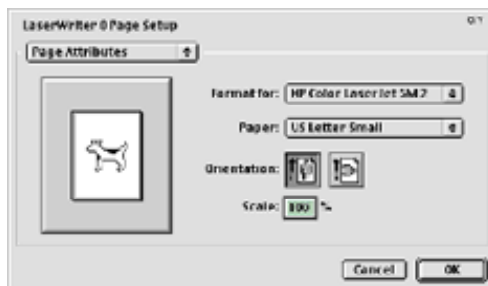 LaserWriter 8 Page Setup
Page Attributes
Format for: HP Color LaserJet 5M 2
Paper: US Letter Small
Orientation:
Scale: 100 %
Cancel OK